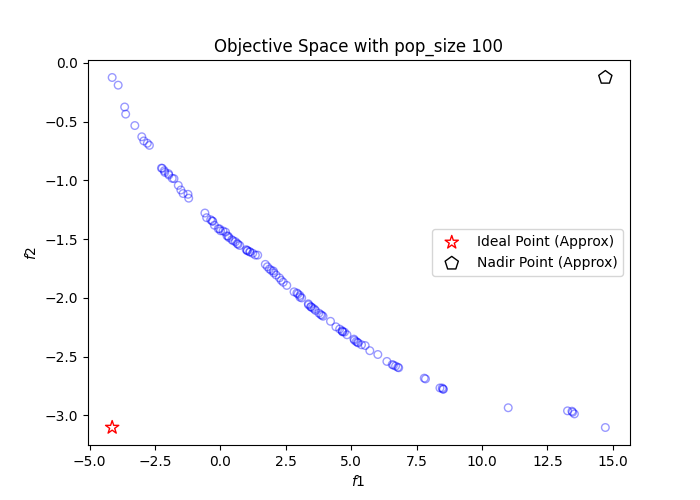 Objective Space with pop_size 100
0.0
−0.5
−1.0
−1.5
−2.0
−2.5
−3.0
f2
Ideal Point (Approx)
Nadir Point (Approx)
−5.0 −2.5 0.0 2.5 5.0 7.5 10.0 12.5 15.0
f1